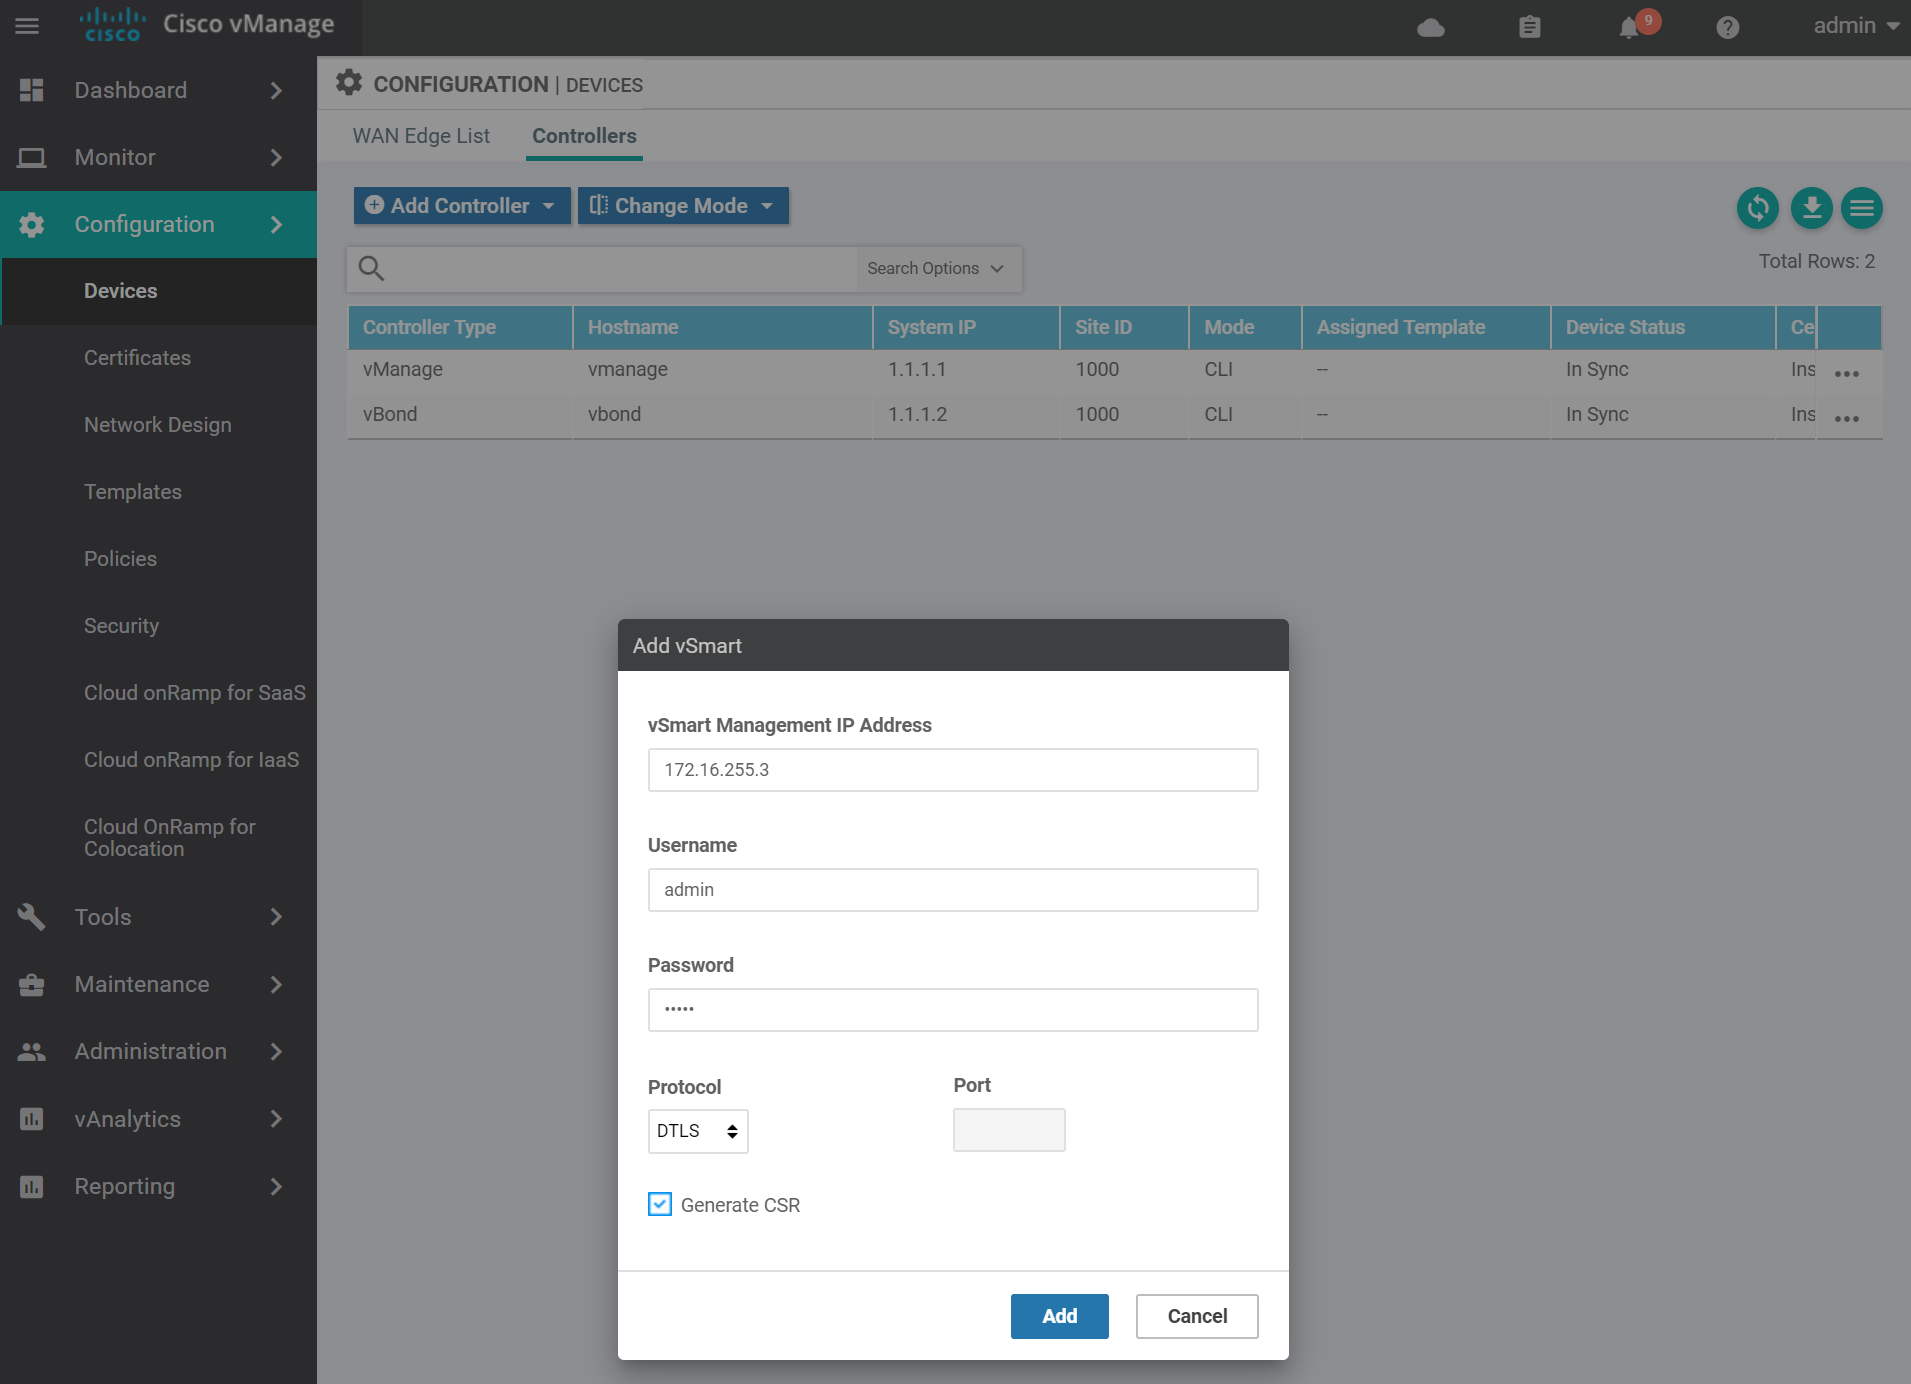 CISCO
Cisco vManage
9
admin
Dashboard
Monitor
Configuration
Devices
Certificates
Network Design
Templates
Policies
Security
Cloud onRamp for SaaS
Cloud onRamp for IaaS
Cloud OnRamp for
Colocation
Tools
Maintenance
Administration
vAnalytics
Reporting
CONFIGURATION | DEVICES
WAN Edge List Controllers
Add Controller Change Mode
Search Options
Total Rows: 2
Controller Type Hostname System IP Site ID Mode Assigned Template Device Status Ce
vManage vmanage 1.1.1.1 1000 CLI -- In Sync Ins
vBond vbond 1.1.1.2 1000 CLI -- In Sync Ins
Add vSmart
vSmart Management IP Address
172.16.255.3
Username
admin
Password
•••••
Protocol Port
DTLS
Generate CSR
Add Cancel